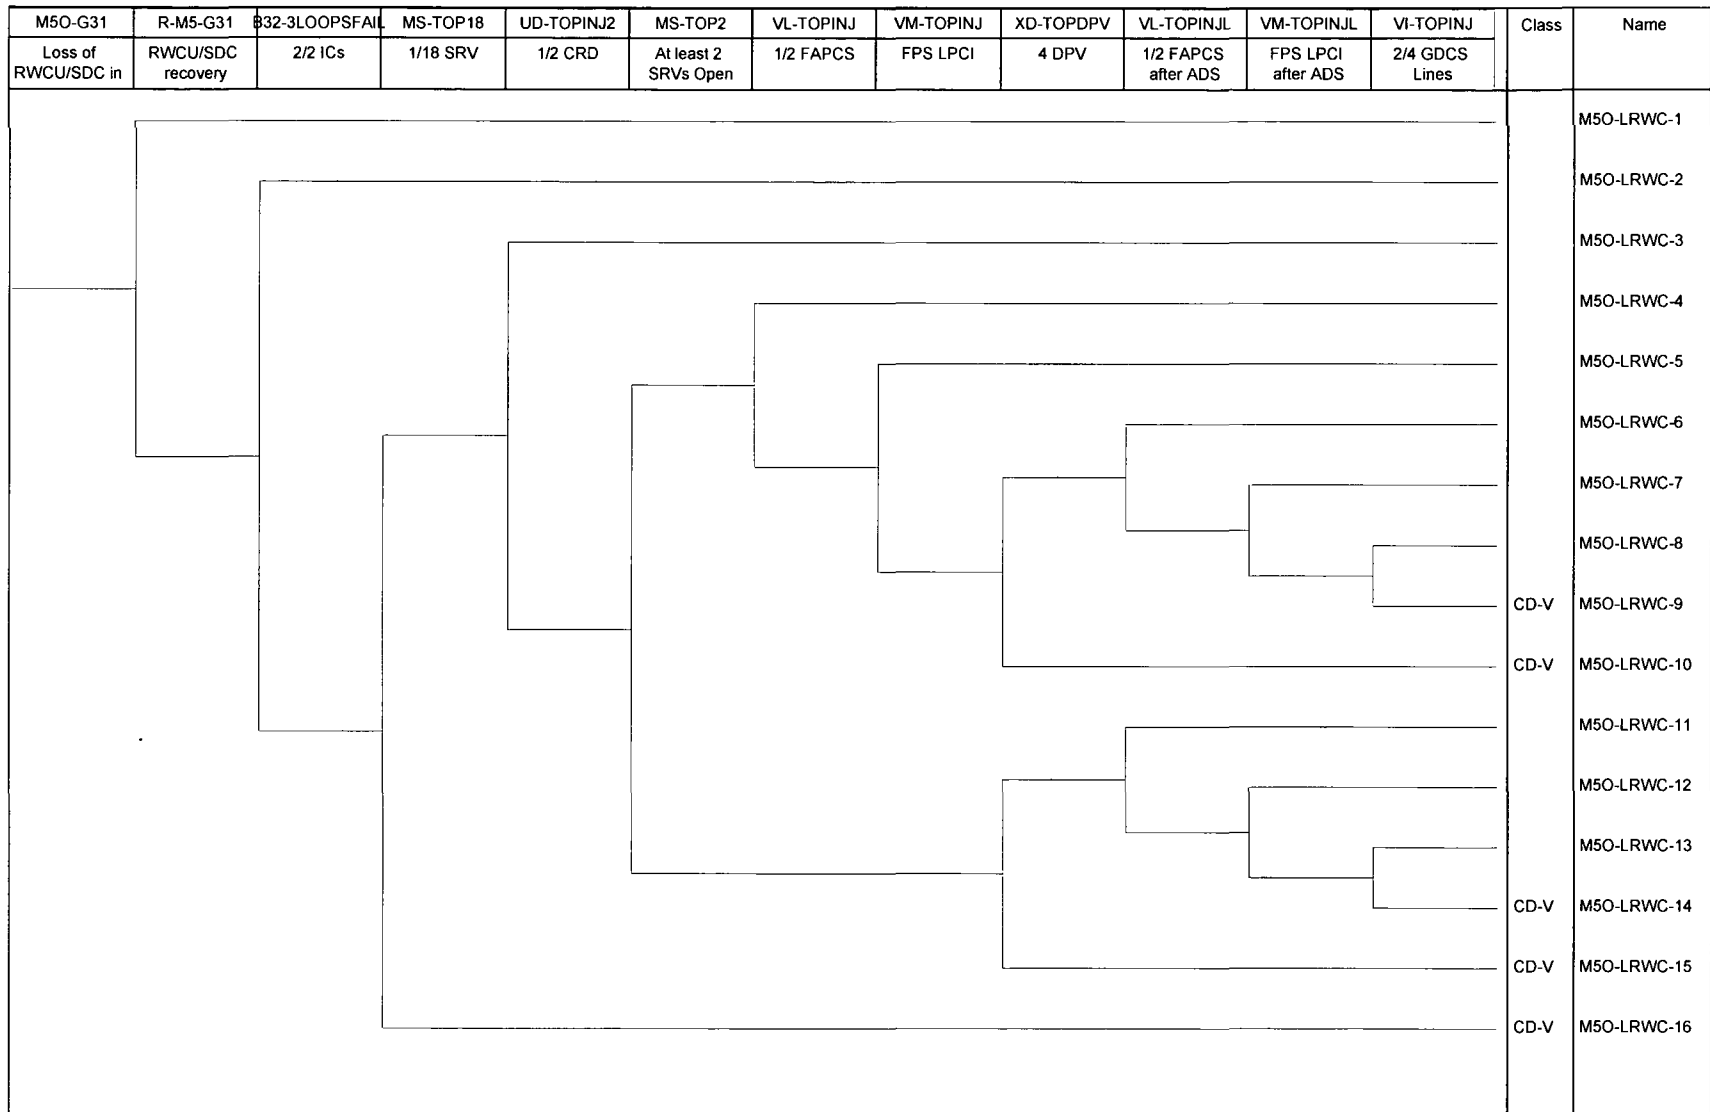 M5O-G31 R-M5-G31 B32-3LOOPSFAIL MS-TOP18 UD-TOPINJ2 MS-TOP2 VL-TOPINJ VM-TOPINJ XD-TOPDPV VL-TOPINJL VM-TOPINJL VI-TOPINJ Class Name
Loss of RWCU/SDC 2/2 ICs 1/18 SRV 1/2 CRD At least 2 1/2 FAPCS FPS LPCI 4 DPV 1/2 FAPCS FPS LPCI 2/4 GDCS
RWCU/SDC in recovery SRVs Open after ADS after ADS Lines
M5O-LRWC-1
M5O-LRWC-2
M5O-LRWC-3
M5O-LRWC-4
M5O-LRWC-5
M5O-LRWC-6
M5O-LRWC-7
M5O-LRWC-8
CD-V M5O-LRWC-9
CD-V M5O-LRWC-10
M5O-LRWC-11
M5O-LRWC-12
M5O-LRWC-13
CD-V M5O-LRWC-14
CD-V M5O-LRWC-15
CD-V M5O-LRWC-16